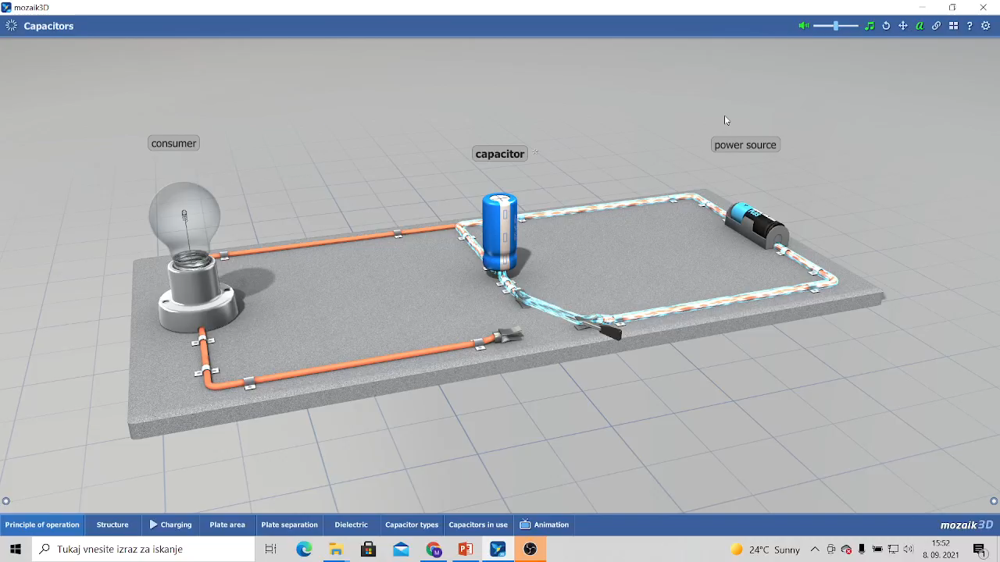 mozaik3D
Capacitors
consumer
capacitor
power source
Principle of operation
Structure
Charging
Plate area
Plate separation
Dielectric
Capacitor types
Capacitors in use
Animation
mozaik3D
Tukaj vnesite izraz za iskanje
24°C Sunny
15:52
8.09.2021